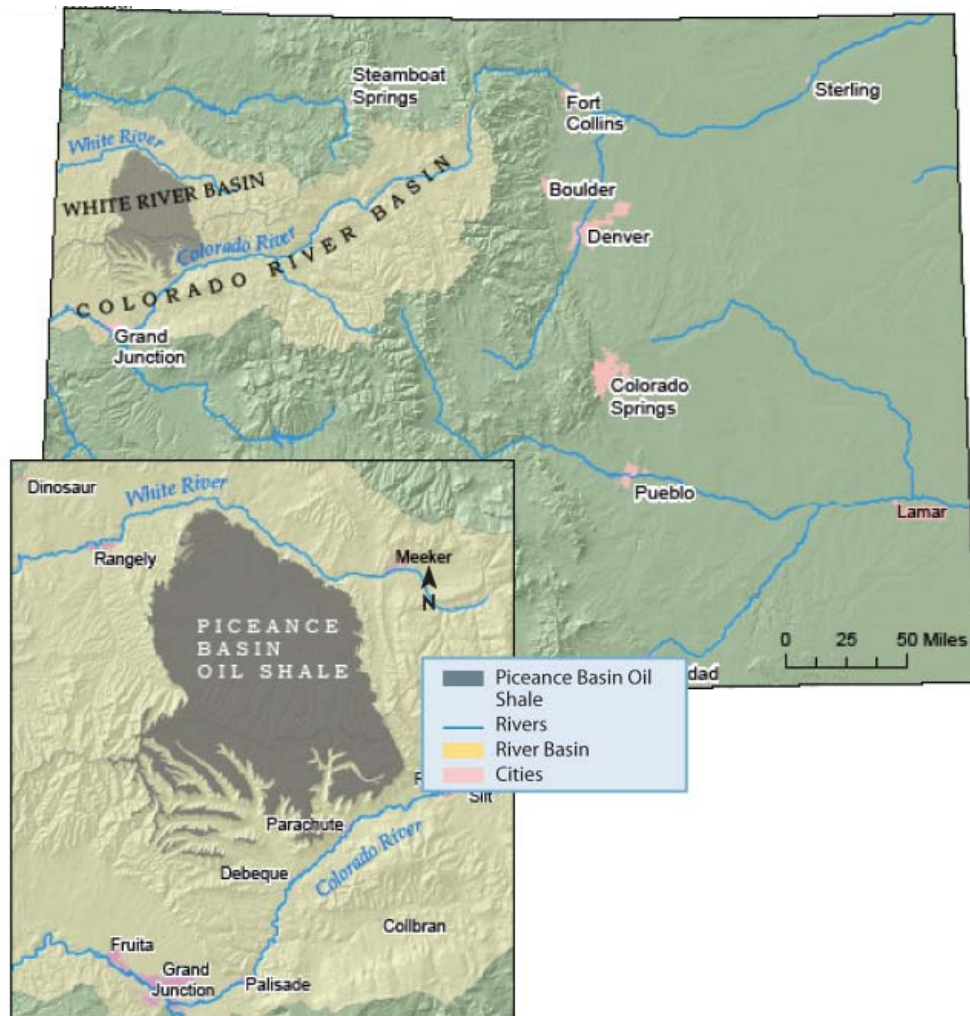 Steamboat
Springs
Fort
Collins
Sterling
White River
WHITE RIVER BASIN
Boulder
Denver
Colorado River
COLORADO RIVER BASIN
Grand
Junction
Colorado
Springs
Pueblo
Lamar
0 25 50 Miles
dad
Dinosaur
White River
Rangely
Meeker
N
PICEANCE
BASIN
OIL SHALE
Piceance Basin Oil
Shale
Rivers
River Basin
Cities
Silt
Parachute
Colorado River
Debeque
Collbran
Fruita
Grand
Junction
Palisade